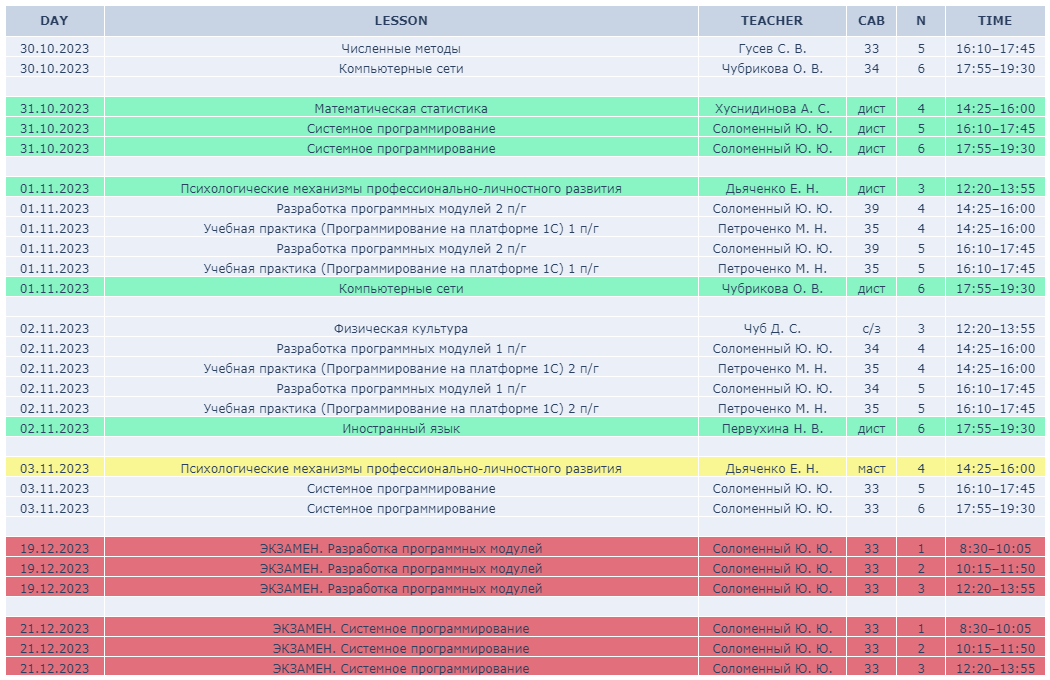 DAY LESSON TEACHER CAB N TIME
30.10.2023 Численные методы Гусев С. В. 33 5 16:10–17:45
30.10.2023 Компьютерные сети Чубрикова О. В. 34 6 17:55–19:30
31.10.2023 Математическая статистика Хуснидинова А. С. дист 4 14:25–16:00
31.10.2023 Системное программирование Соломенный Ю. Ю. дист 5 16:10–17:45
31.10.2023 Системное программирование Соломенный Ю. Ю. дист 6 17:55–19:30
01.11.2023 Психологические механизмы профессионально-личностного развития Дьяченко Е. Н. дист 3 12:20–13:55
01.11.2023 Разработка программных модулей 2 п/г Соломенный Ю. Ю. 39 4 14:25–16:00
01.11.2023 Учебная практика (Программирование на платформе 1С) 1 п/г Петроченко М. Н. 35 4 14:25–16:00
01.11.2023 Разработка программных модулей 2 п/г Соломенный Ю. Ю. 39 5 16:10–17:45
01.11.2023 Учебная практика (Программирование на платформе 1С) 1 п/г Петроченко М. Н. 35 5 16:10–17:45
01.11.2023 Компьютерные сети Чубрикова О. В. дист 6 17:55–19:30
02.11.2023 Физическая культура Чуб Д. С. с/з 3 12:20–13:55
02.11.2023 Разработка программных модулей 1 п/г Соломенный Ю. Ю. 34 4 14:25–16:00
02.11.2023 Учебная практика (Программирование на платформе 1С) 2 п/г Петроченко М. Н. 35 4 14:25–16:00
02.11.2023 Разработка программных модулей 1 п/г Соломенный Ю. Ю. 34 5 16:10–17:45
02.11.2023 Учебная практика (Программирование на платформе 1С) 2 п/г Петроченко М. Н. 35 5 16:10–17:45
02.11.2023 Иностранный язык Первухина Н. В. дист 6 17:55–19:30
03.11.2023 Психологические механизмы профессионально-личностного развития Дьяченко Е. Н. маст 4 14:25–16:00
03.11.2023 Системное программирование Соломенный Ю. Ю. 33 5 16:10–17:45
03.11.2023 Системное программирование Соломенный Ю. Ю. 33 6 17:55–19:30
19.12.2023 ЭКЗАМЕН. Разработка программных модулей Соломенный Ю. Ю. 33 1 8:30–10:05
19.12.2023 ЭКЗАМЕН. Разработка программных модулей Соломенный Ю. Ю. 33 2 10:15–11:50
19.12.2023 ЭКЗАМЕН. Разработка программных модулей Соломенный Ю. Ю. 33 3 12:20–13:55
21.12.2023 ЭКЗАМЕН. Системное программирование Соломенный Ю. Ю. 33 1 8:30–10:05
21.12.2023 ЭКЗАМЕН. Системное программирование Соломенный Ю. Ю. 33 2 10:15–11:50
21.12.2023 ЭКЗАМЕН. Системное программирование Соломенный Ю. Ю. 33 3 12:20–13:55